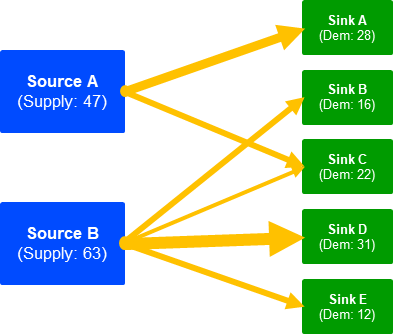 Source A
(Supply: 47)
Source B
(Supply: 63)
Sink A
(Dem: 28)
Sink B
(Dem: 16)
Sink C
(Dem: 22)
Sink D
(Dem: 31)
Sink E
(Dem: 12)